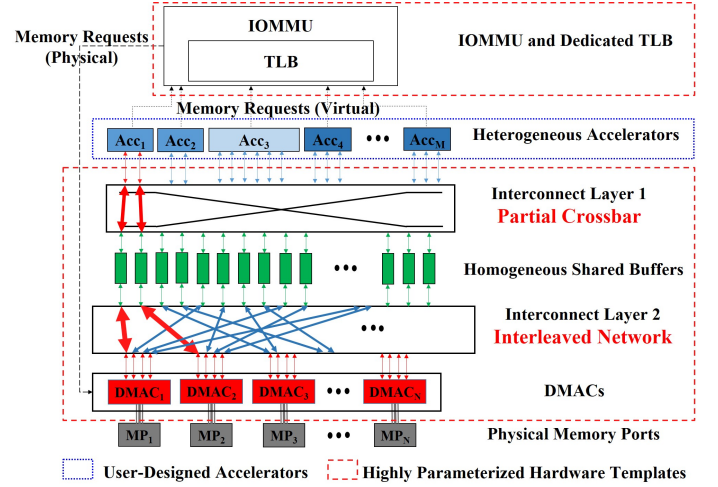 IOMMU
TLB
IOMMU and Dedicated TLB
Memory Requests
(Physical)
Memory Requests (Virtual)
Acc1 Acc2 Acc3 Acc4 ••• AccM
Heterogeneous Accelerators
Interconnect Layer 1
Partial Crossbar
•••
Homogeneous Shared Buffers
Interconnect Layer 2
Interleaved Network
•••
DMAC1 DMAC2 DMAC3 ••• DMACN
DMACs
MP1 MP2 MP3 ••• MPN
Physical Memory Ports
User-Designed Accelerators
Highly Parameterized Hardware Templates